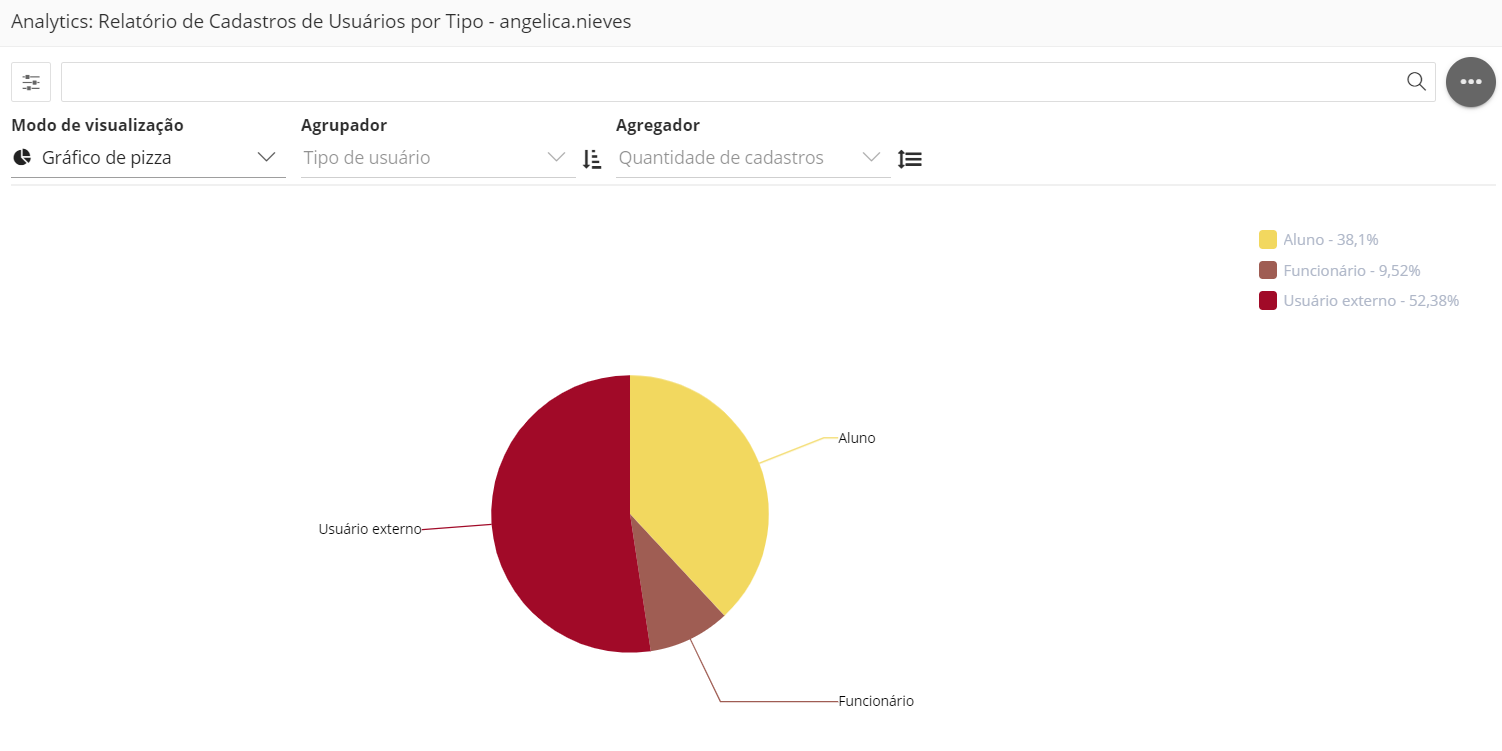 Analytics: Relatório de Cadastros de Usuários por Tipo - angelica.nieves
Modo de visualização
Agrupador
Agregador
Gráfico de pizza
Tipo de usuário
Quantidade de cadastros
Aluno - 38,1%
Funcionário - 9,52%
Usuário externo - 52,38%
Aluno
Usuário externo
Funcionário